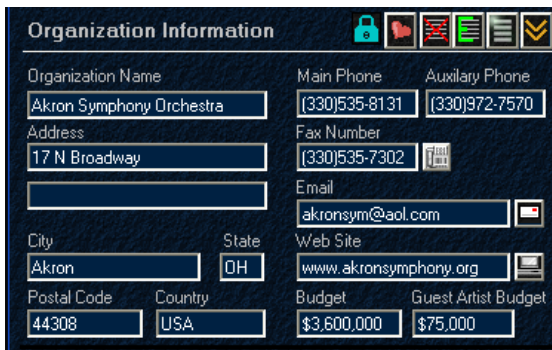 Organization Information
Organization Name
Main Phone
Auxilary Phone
Akron Symphony Orchestra
(330)535-8131
(330)972-7570
Address
Fax Number
17 N Broadway
(330)535-7302
Email
akronsym@aol.com
City
State
Web Site
Akron
OH
www.akronsymphony.org
Postal Code
Country
Budget
Guest Artist Budget
44308
USA
$3,600,000
$75,000